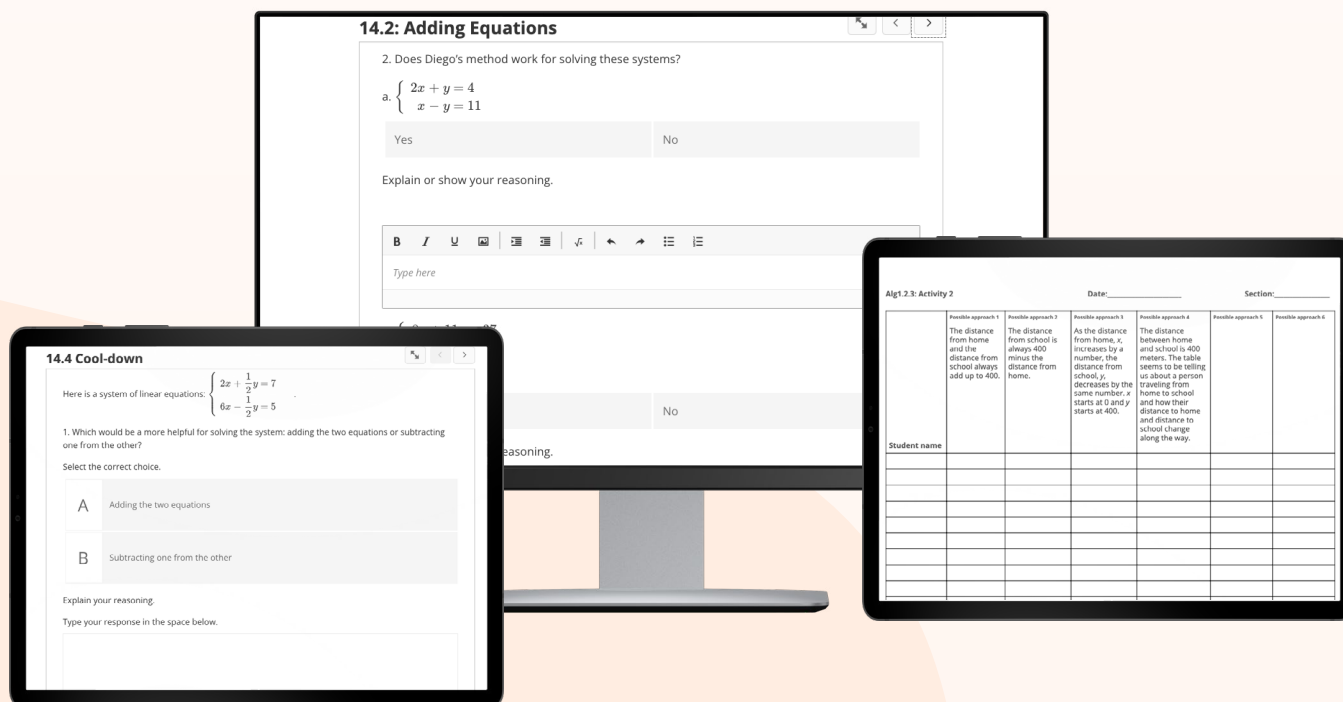 14.2: Adding Equations
2. Does Diego's method work for solving these systems?
a. { 2x + y = 4
x − y = 11
Yes
No
Explain or show your reasoning.
B I U
Type here
No
easoning.
14.4 Cool-down
Here is a system of linear equations: { 2x + 1/2 y = 7
6x − 1/2 y = 5 .
1. Which would be a more helpful for solving the system: adding the two equations or subtracting
one from the other?
Select the correct choice.
A Adding the two equations
B Subtracting one from the other
Explain your reasoning.
Type your response in the space below.
Alg1.2.3: Activity 2 Date: Section:
Student name
Possible approach 1
The distance
from home
and the
distance from
school always
add up to 400.
Possible approach 2
The distance
from school is
always 400
minus the
distance from
home.
Possible approach 3
As the distance
from home, x,
increases by a
number, the
distance from
school, y,
decreases by the
same number. x
starts at 0 and y
starts at 400.
Possible approach 4
The distance
between home
and school is 400
meters. The table
seems to be telling
us about a person
traveling from
home to school
and how their
distance to home
and distance to
school change
along the way.
Possible approach 5
Possible approach 6